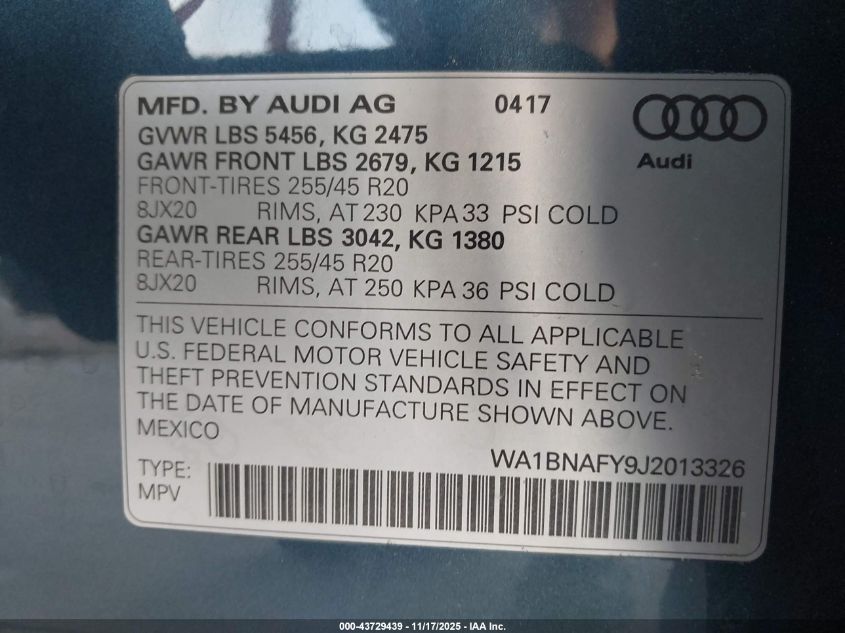 MFD. BY AUDI AG 0417
GVWR LBS 5456, KG 2475
GAWR FRONT LBS 2679, KG 1215
Audi
FRONT-TIRES 255/45 R20
8JX20 RIMS, AT 230 KPA 33 PSI COLD
GAWR REAR LBS 3042, KG 1380
REAR-TIRES 255/45 R20
8JX20 RIMS, AT 250 KPA 36 PSI COLD
THIS VEHICLE CONFORMS TO ALL APPLICABLE
U.S. FEDERAL MOTOR VEHICLE SAFETY AND
THEFT PREVENTION STANDARDS IN EFFECT ON
THE DATE OF MANUFACTURE SHOWN ABOVE.
MEXICO
WA1BNAFY9J2013326
TYPE:
MPV
000-43729439 - 11/17/2025 - IAA Inc.